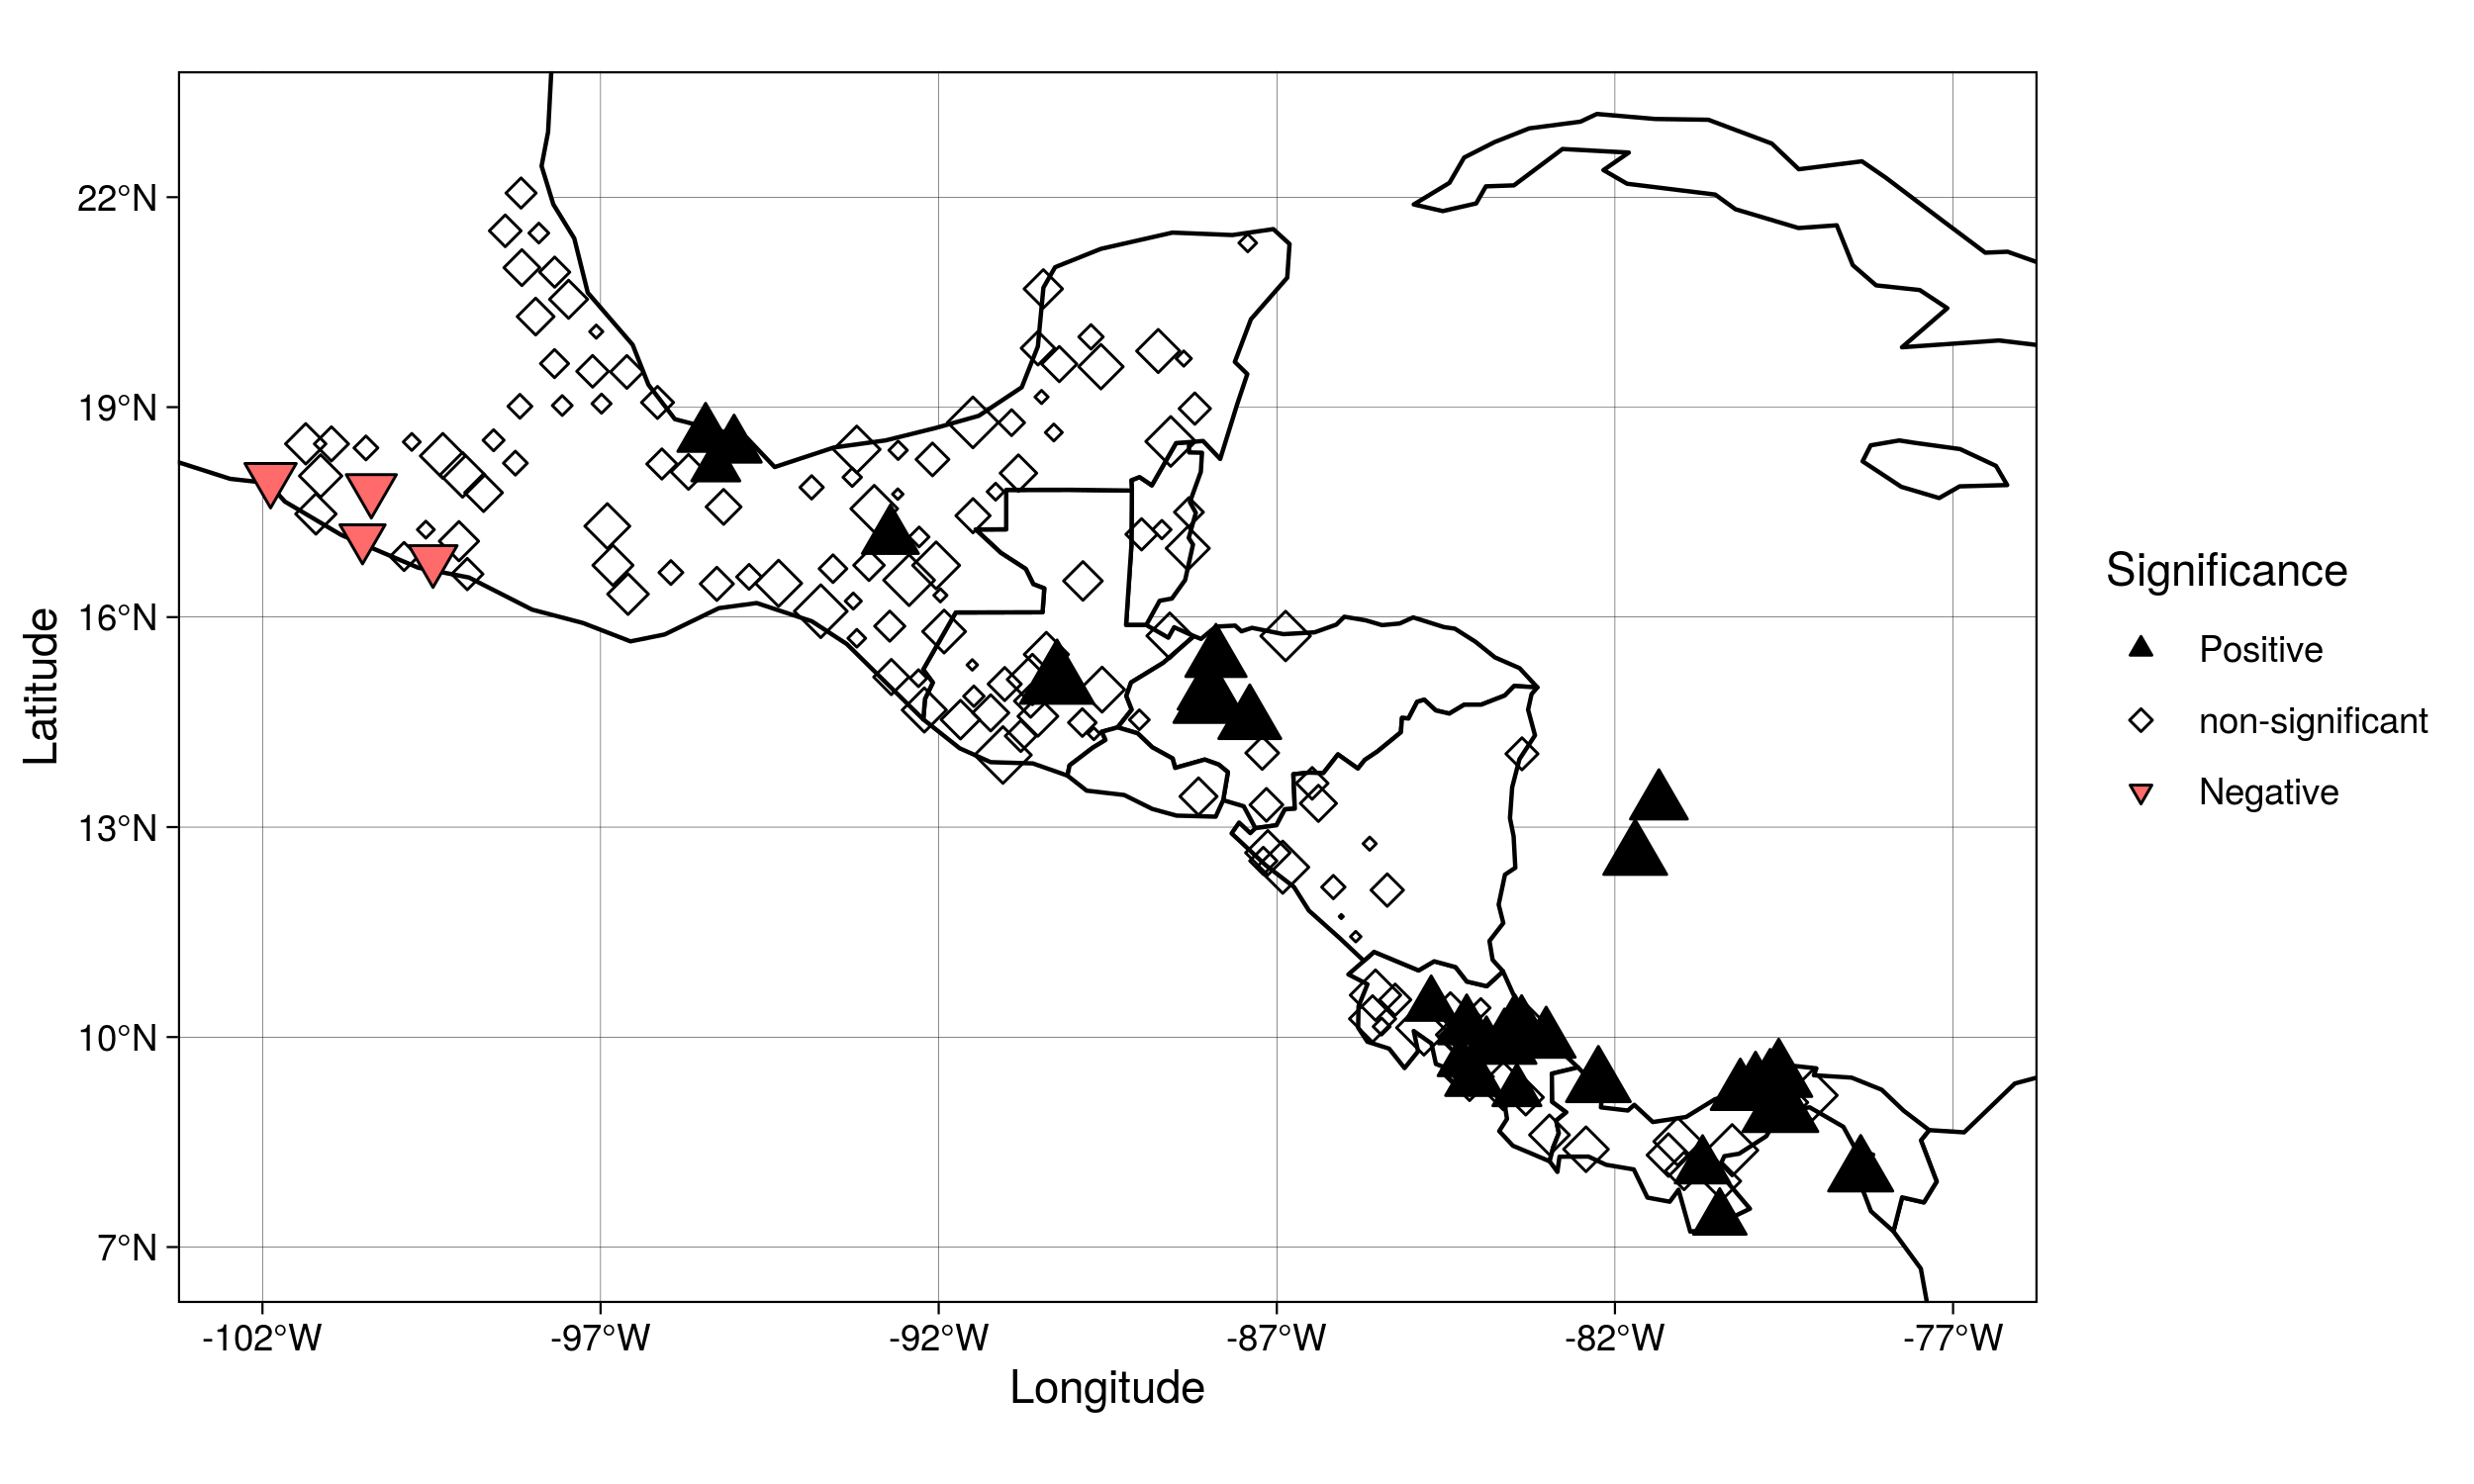 22°N
19°N
16°N
13°N
10°N
7°N
Latitude
-102°W
-97°W
-92°W
-87°W
-82°W
-77°W
Longitude
Significance
Positive
non-significant
Negative